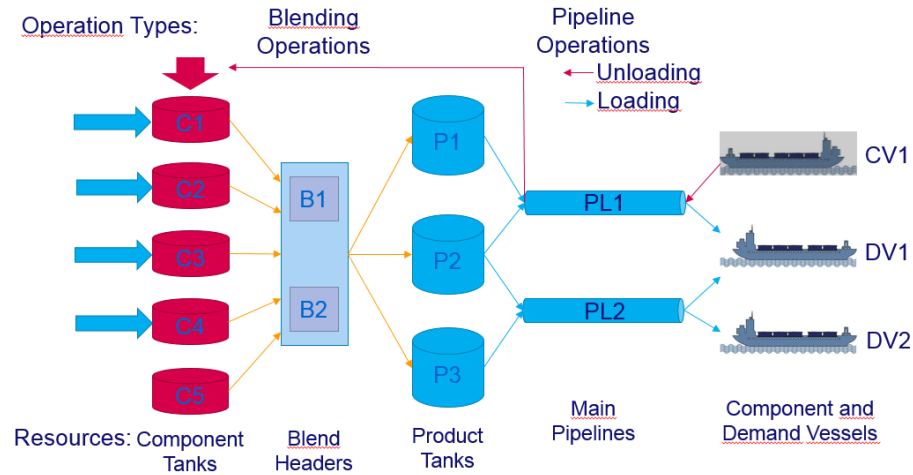 Operation Types:
Blending
Operations
Pipeline
Operations
Unloading
Loading
C1
C2
C3
C4
C5
B1
B2
P1
P2
P3
PL1
PL2
CV1
DV1
DV2
Resources:
Component
Tanks
Blend
Headers
Product
Tanks
Main
Pipelines
Component and
Demand Vessels